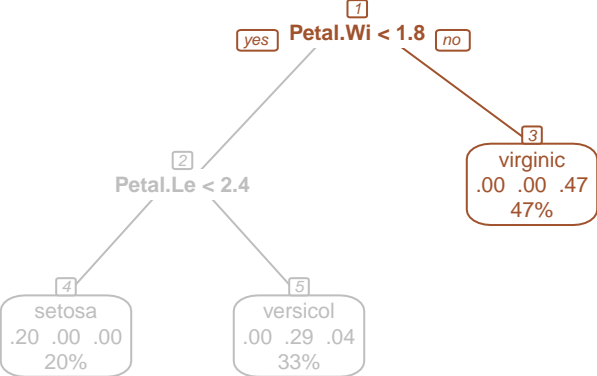 1
yes Petal.Wi < 1.8 no
2
Petal.Le < 2.4
3
virginic
.00 .00 .47
47%
4
setosa
.20 .00 .00
20%
5
versicol
.00 .29 .04
33%